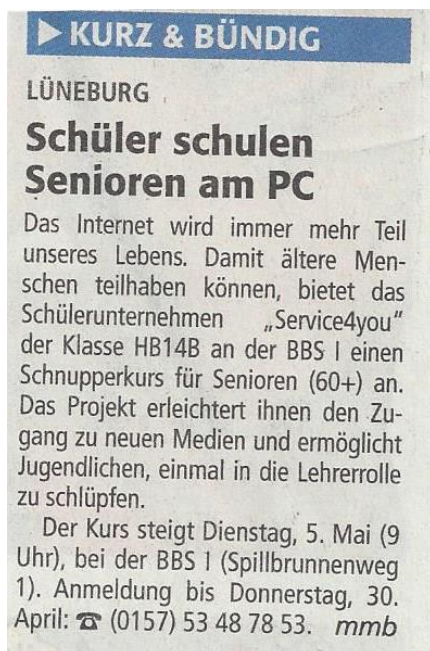 ▶ KURZ & BÜNDIG
LÜNEBURG
Schüler schulen
Senioren am PC
Das Internet wird immer mehr Teil
unseres Lebens. Damit ältere Men-
schen teilhaben können, bietet das
Schülerunternehmen „Service4you“
der Klasse HB14B an der BBS I einen
Schnupperkurs für Senioren (60+) an.
Das Projekt erleichtert ihnen den Zu-
gang zu neuen Medien und ermöglicht
Jugendlichen, einmal in die Lehrerrolle
zu schlüpfen.
Der Kurs steigt Dienstag, 5. Mai (9
Uhr), bei der BBS I (Spillbrunnenweg
1). Anmeldung bis Donnerstag, 30.
April: ☎ (0157) 53 48 78 53. mmb